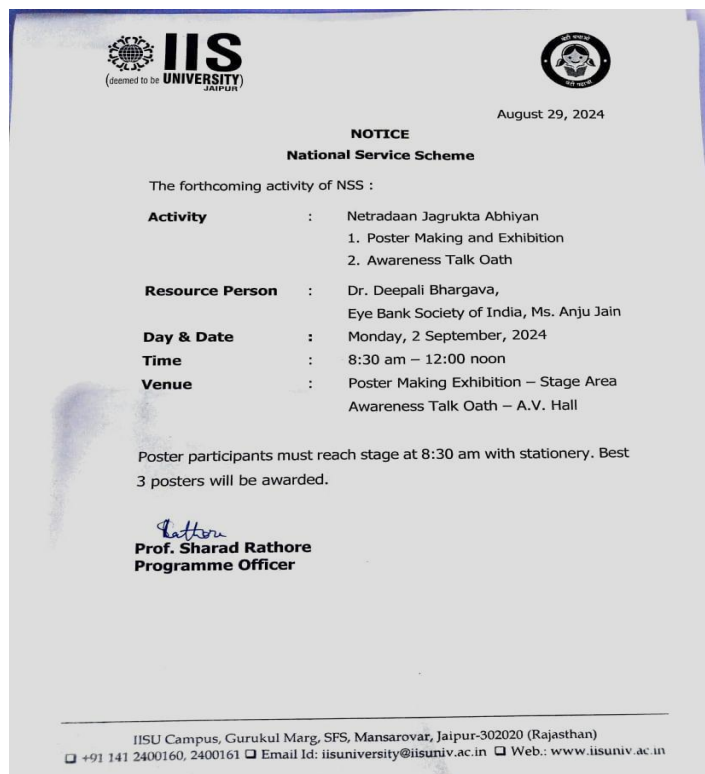 IIS
(deemed to be UNIVERSITY)
JAIPUR
बेटी बचाओ
August 29, 2024
NOTICE
National Service Scheme
The forthcoming activity of NSS :
Activity : Netradaan Jagrukta Abhiyan
1. Poster Making and Exhibition
2. Awareness Talk Oath
Resource Person : Dr. Deepali Bhargava,
Eye Bank Society of India, Ms. Anju Jain
Day & Date : Monday, 2 September, 2024
Time : 8:30 am – 12:00 noon
Venue : Poster Making Exhibition – Stage Area
Awareness Talk Oath – A.V. Hall
Poster participants must reach stage at 8:30 am with stationery. Best
3 posters will be awarded.
Rathore
Prof. Sharad Rathore
Programme Officer
IISU Campus, Gurukul Marg, SFS, Mansarovar, Jaipur-302020 (Rajasthan)
❑ +91 141 2400160, 2400161 ❑ Email Id: iisuniversity@iisuniv.ac.in ❑ Web.: www.iisuniv.ac.in